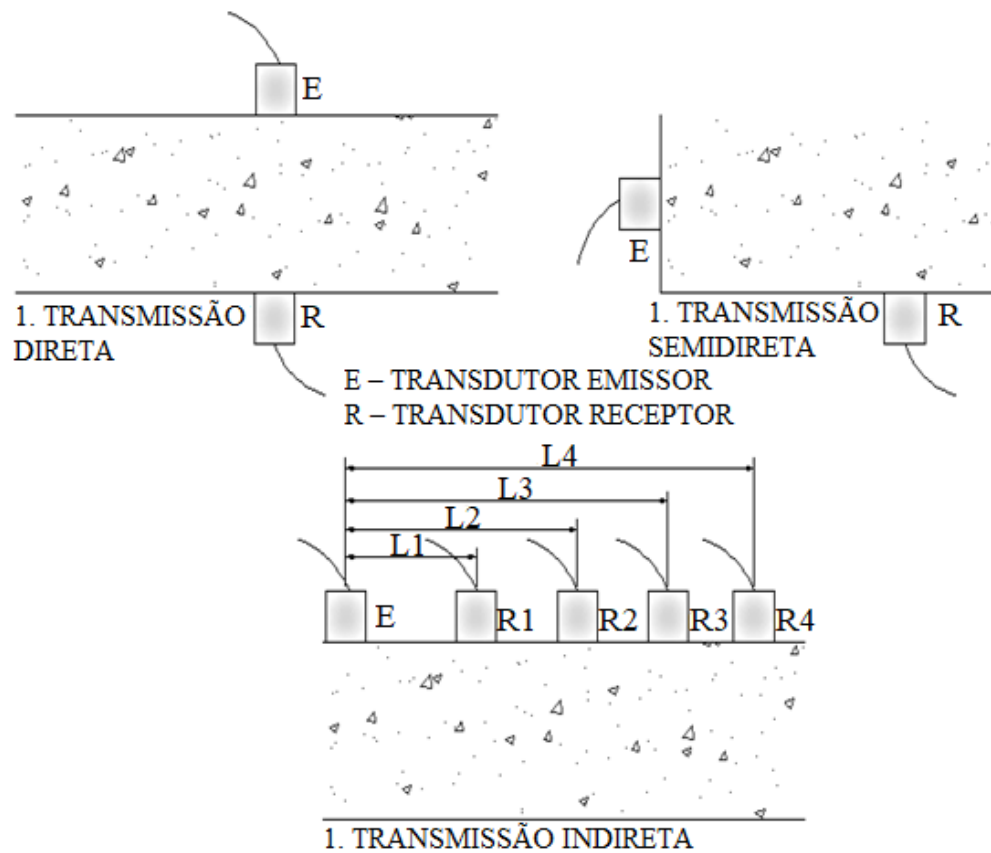 E
R
1. TRANSMISSÃO
DIRETA
E
R
1. TRANSMISSÃO
SEMIDIRETA
E – TRANSDUTOR EMISSOR
R – TRANSDUTOR RECEPTOR
L4
L3
L2
L1
E
R1
R2
R3
R4
1. TRANSMISSÃO INDIRETA